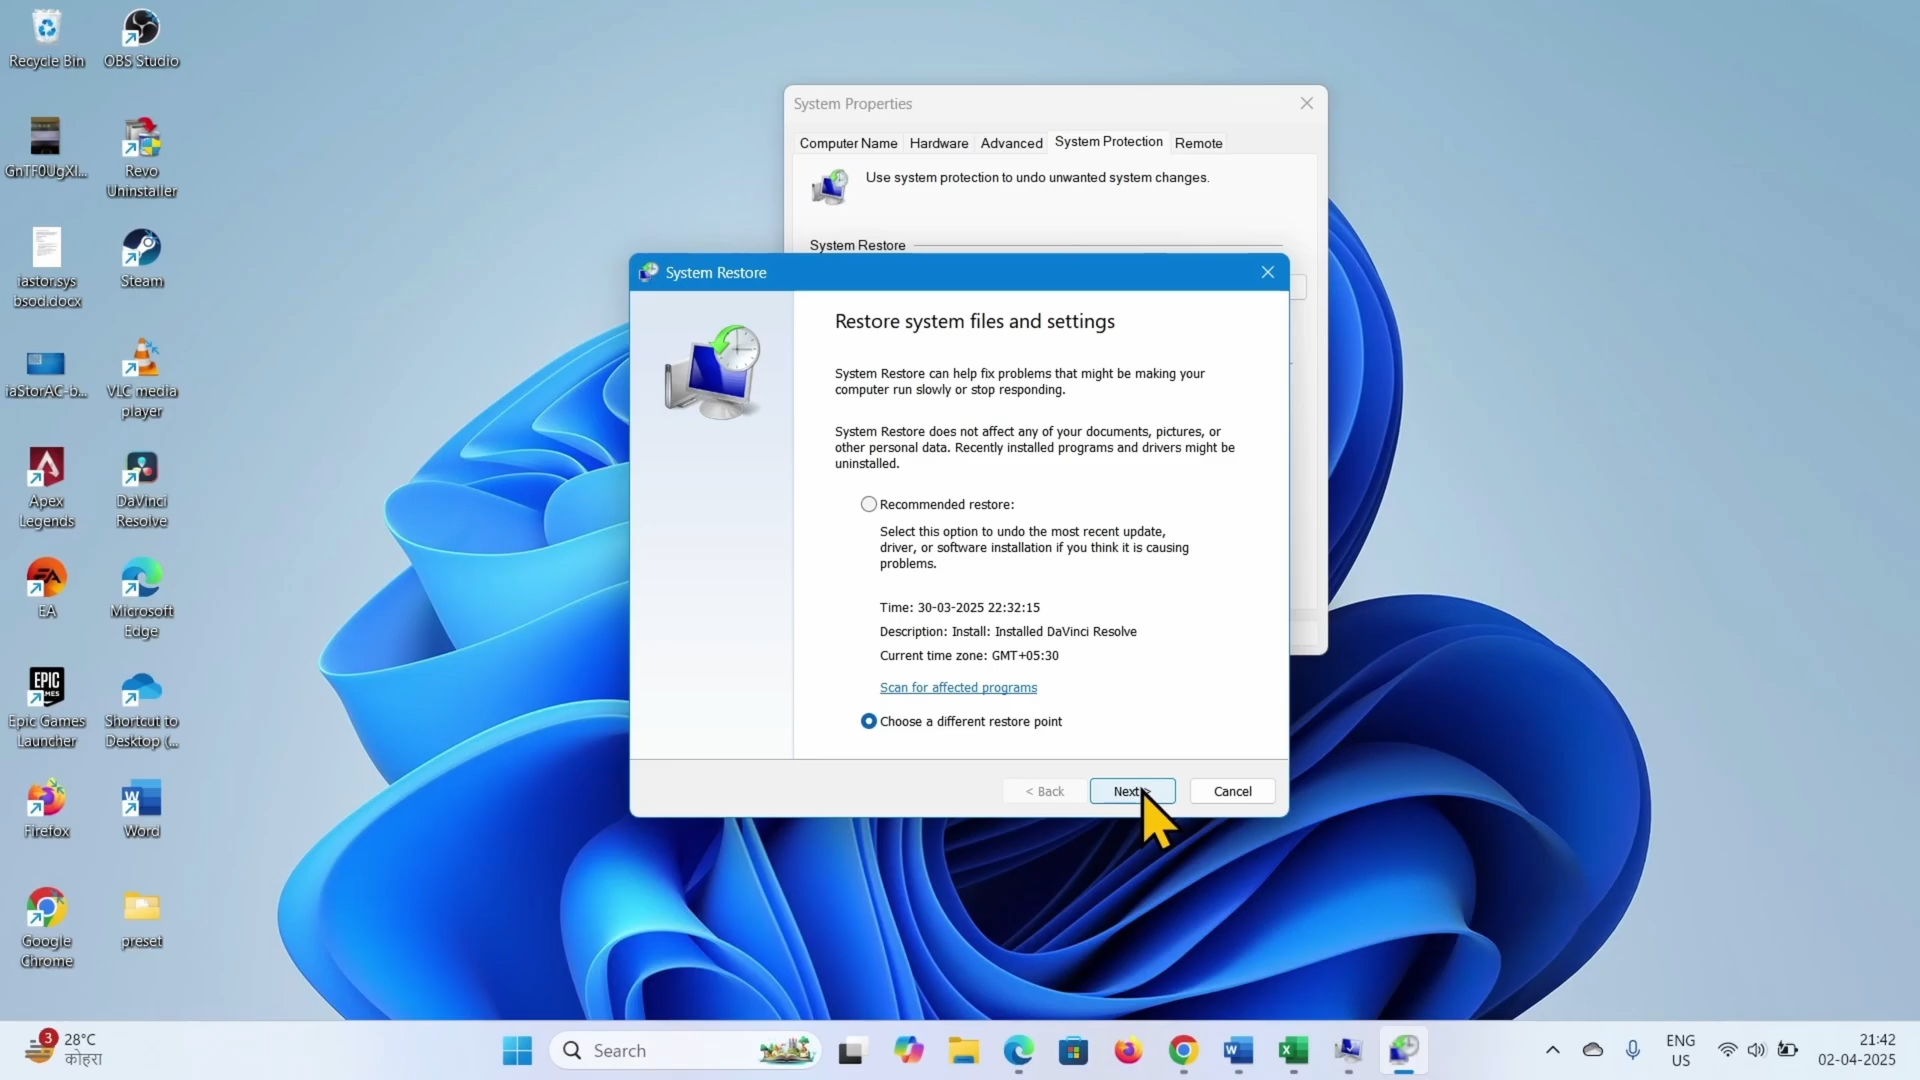 Recycle Bin
OBS Studio
GnTF0UgXl...
Revo
Uninstaller
iastor.sys
bsod.docx
Steam
iaStorAC-b...
VLC media
player
Apex
Legends
DaVinci
Resolve
EA
Microsoft
Edge
EPIC
GAMES
Epic Games
Launcher
Shortcut to
Desktop (...
Firefox
Word
Google
Chrome
preset
System Properties
Computer Name
Hardware
Advanced
System Protection
Remote
Use system protection to undo unwanted system changes.
System Restore
System Restore
Restore system files and settings
System Restore can help fix problems that might be making your
computer run slowly or stop responding.
System Restore does not affect any of your documents, pictures, or
other personal data. Recently installed programs and drivers might be
uninstalled.
Recommended restore:
Select this option to undo the most recent update,
driver, or software installation if you think it is causing
problems.
Time: 30-03-2025 22:32:15
Description: Install: Installed DaVinci Resolve
Current time zone: GMT+05:30
Scan for affected programs
Choose a different restore point
< Back
Next >
Cancel
3
28°C
कोहरा
Search
ENG
US
21:42
02-04-2025